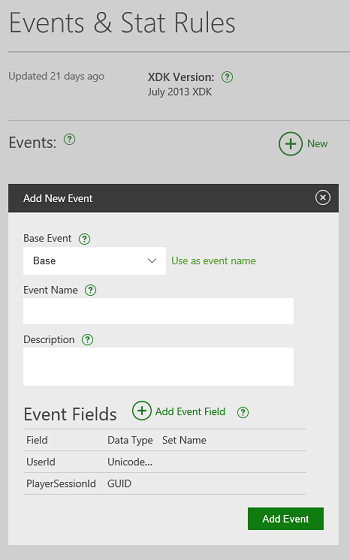 Events & Stat Rules
Updated 21 days ago
XDK Version: ?
July 2013 XDK
Events: ?
New
Add New Event
Base Event ?
Base
Use as event name
Event Name ?
Description ?
Event Fields
Add Event Field ?
Field Data Type Set Name
UserId Unicode...
PlayerSessionId GUID
Add Event